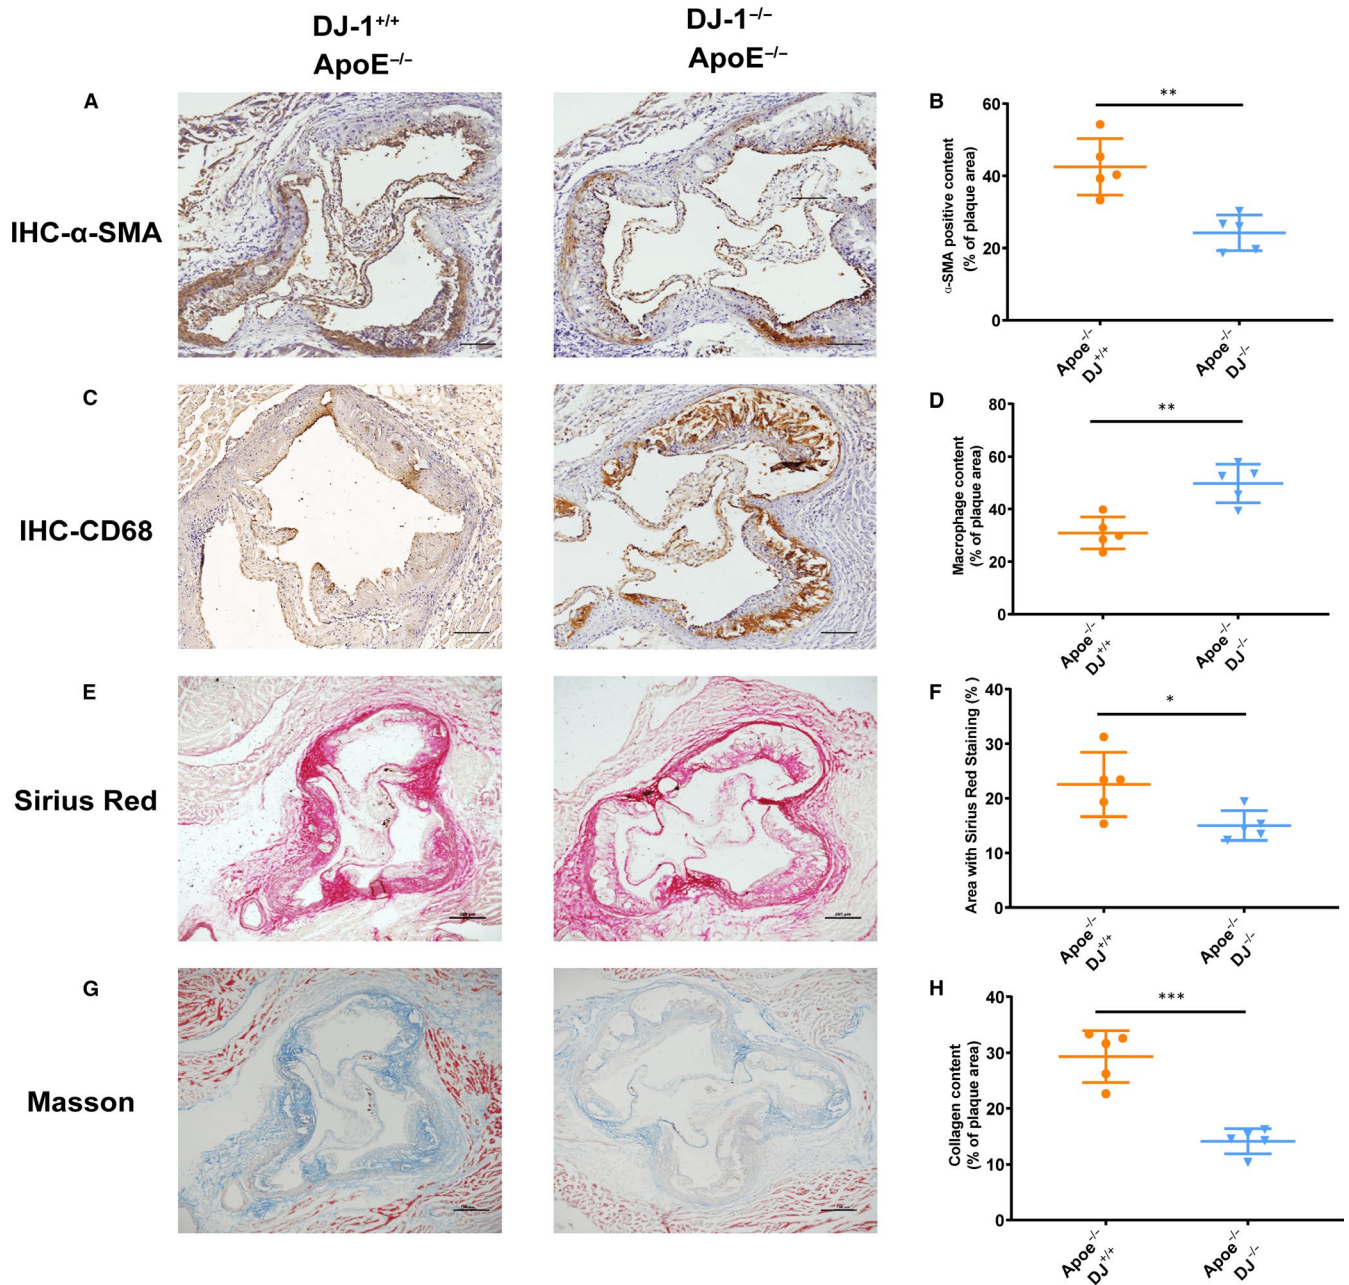 DJ-1+/+
ApoE–/–
DJ-1–/–
ApoE–/–
A
IHC-α-SMA
B
α-SMA positive content
(% of plaque area)
60
40
20
0
**
Apoe-/-
DJ+/+
Apoe-/-
DJ-/-
C
IHC-CD68
D
Macrophage content
(% of plaque area)
80
60
40
20
0
**
Apoe-/-
DJ+/+
Apoe-/-
DJ-/-
E
Sirius Red
F
Area with Sirius Red Staining (% )
40
30
20
10
0
*
Apoe-/-
DJ+/+
Apoe-/-
DJ-/-
G
Masson
H
Collagen content
(% of plaque area)
40
30
20
10
0
***
Apoe-/-
DJ+/+
Apoe-/-
DJ-/-